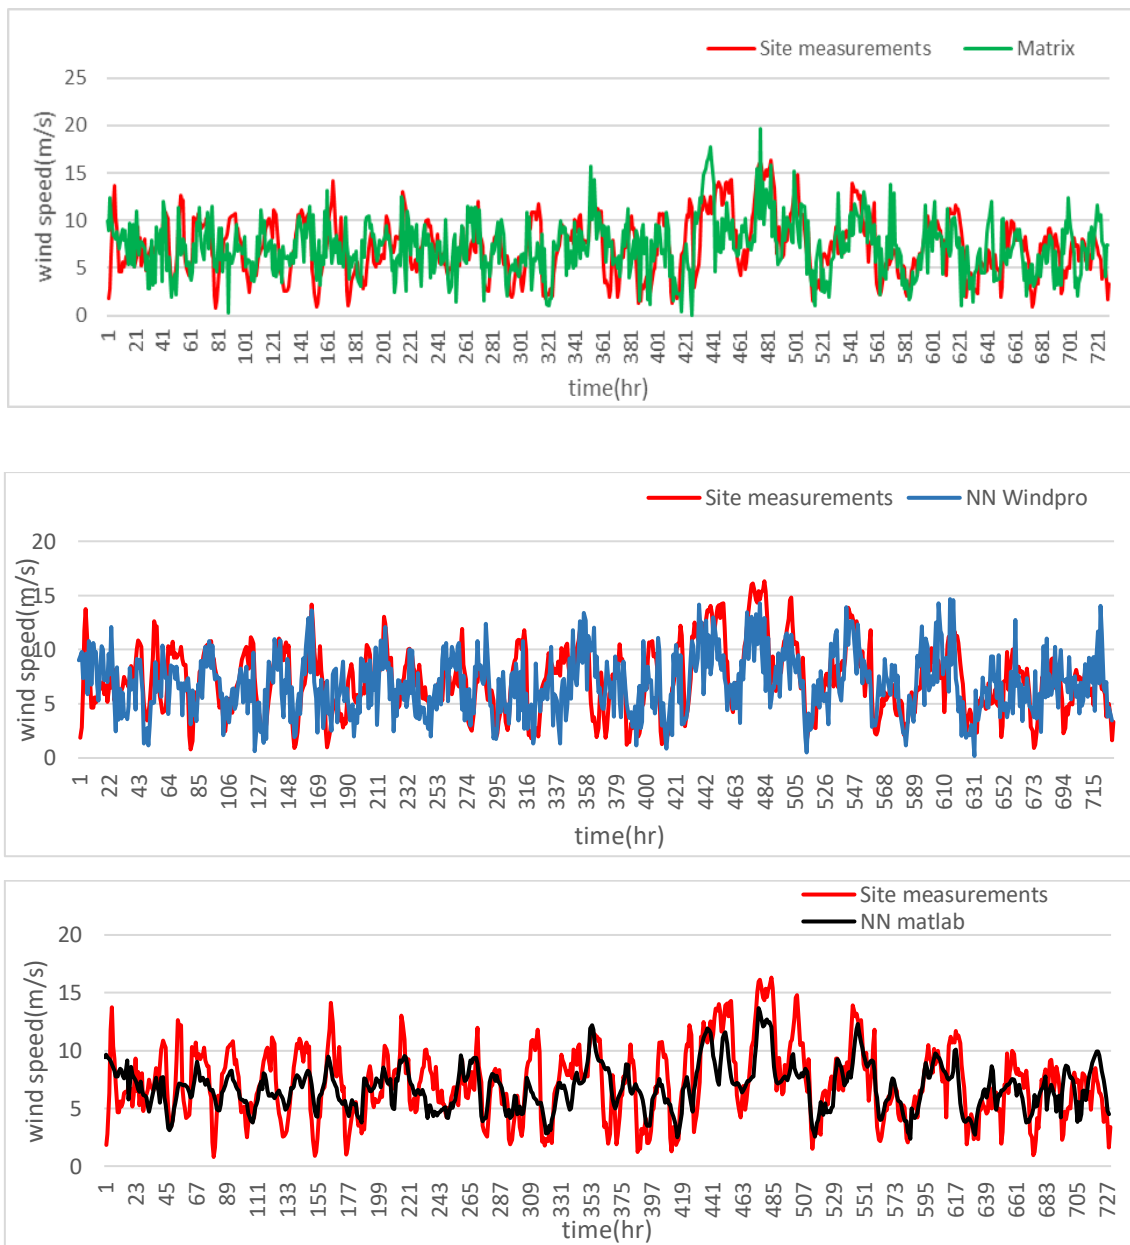 Site measurements Matrix
25
20
15
10
5
0
wind speed(m/s)
1 21 41 61 81 101 121 141 161 181 201 221 241 261 281 301 321 341 361 381 401 421 441 461 481 501 521 541 561 581 601 621 641 661 681 701 721
time(hr)
Site measurements NN Windpro
20
15
10
5
0
wind speed(m/s)
1 22 43 64 85 106 127 148 169 190 211 232 253 274 295 316 337 358 379 400 421 442 463 484 505 526 547 568 589 610 631 652 673 694 715
time(hr)
Site measurements
NN matlab
20
15
10
5
0
wind speed(m/s)
1 23 45 67 89 111 133 155 177 199 221 243 265 287 309 331 353 375 397 419 441 463 485 507 529 551 573 595 617 639 661 683 705 727
time(hr)